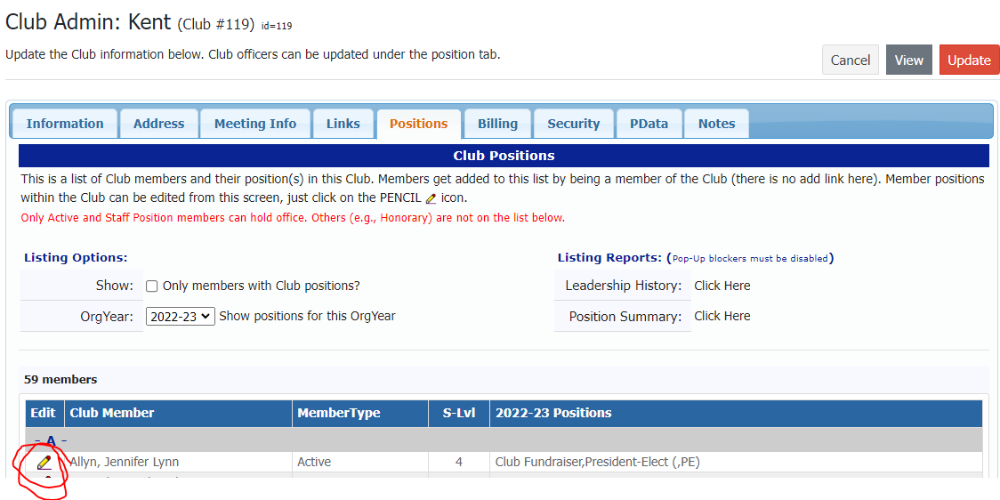 Club Admin: Kent (Club #119) id=119
Update the Club information below. Club officers can be updated under the position tab.
Cancel View Update
Information Address Meeting Info Links Positions Billing Security PData Notes
Club Positions
This is a list of Club members and their position(s) in this Club. Members get added to this list by being a member of the Club (there is no add link here). Member positions
within the Club can be edited from this screen, just click on the PENCIL icon.
Only Active and Staff Position members can hold office. Others (e.g., Honorary) are not on the list below.
Listing Options: Listing Reports: (Pop-Up blockers must be disabled)
Show: Only members with Club positions? Leadership History: Click Here
OrgYear: 2022-23 Show positions for this OrgYear Position Summary: Click Here
59 members
Edit Club Member MemberType S-Lvl 2022-23 Positions
- A -
Allyn, Jennifer Lynn Active 4 Club Fundraiser,President-Elect (,PE)